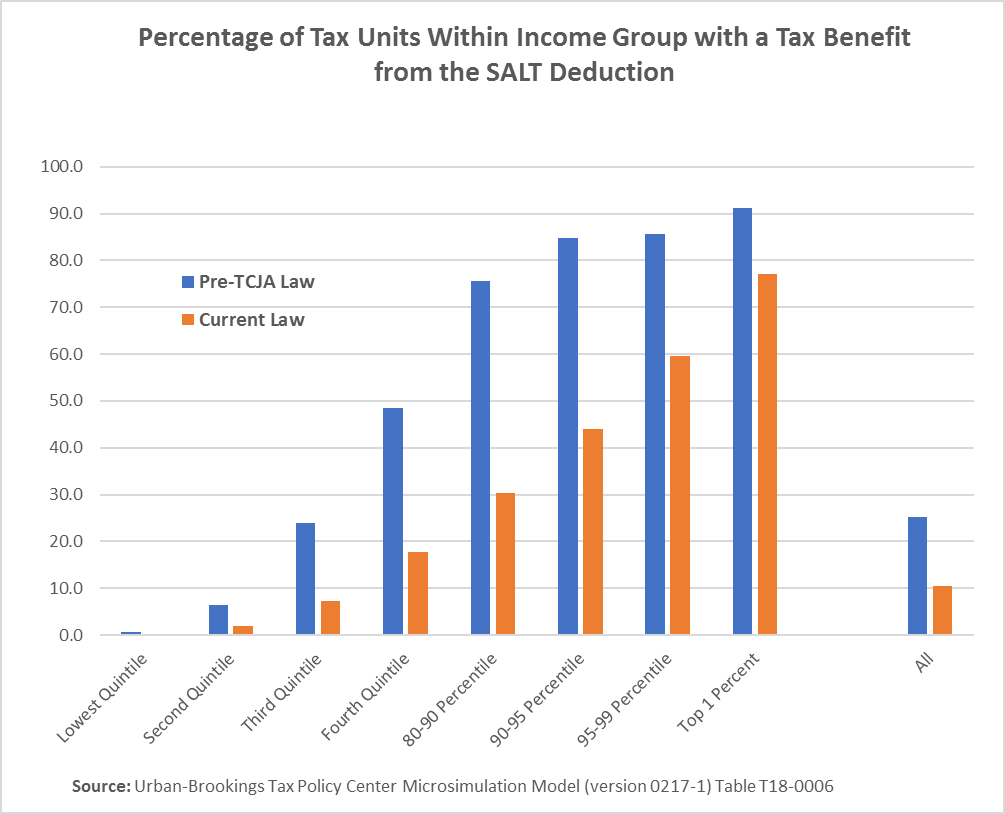 Percentage of Tax Units Within Income Group with a Tax Benefit
from the SALT Deduction
100.0
90.0
80.0
70.0
60.0
50.0
40.0
30.0
20.0
10.0
0.0
Pre-TCJA Law
Current Law
Lowest Quintile
Second Quintile
Third Quintile
Fourth Quintile
80-90 Percentile
90-95 Percentile
95-99 Percentile
Top 1 Percent
All
Source: Urban-Brookings Tax Policy Center Microsimulation Model (version 0217-1) Table T18-0006